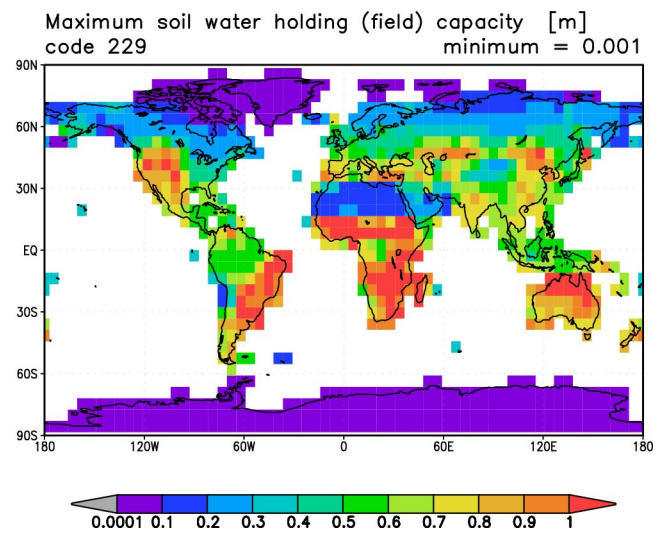 Maximum soil water holding (field) capacity [m]
code 229 minimum = 0.001
90N
60N
30N
EQ
30S
60S
90S
180 120W 60W 0 60E 120E 180
0.0001 0.1 0.2 0.3 0.4 0.5 0.6 0.7 0.8 0.9 1